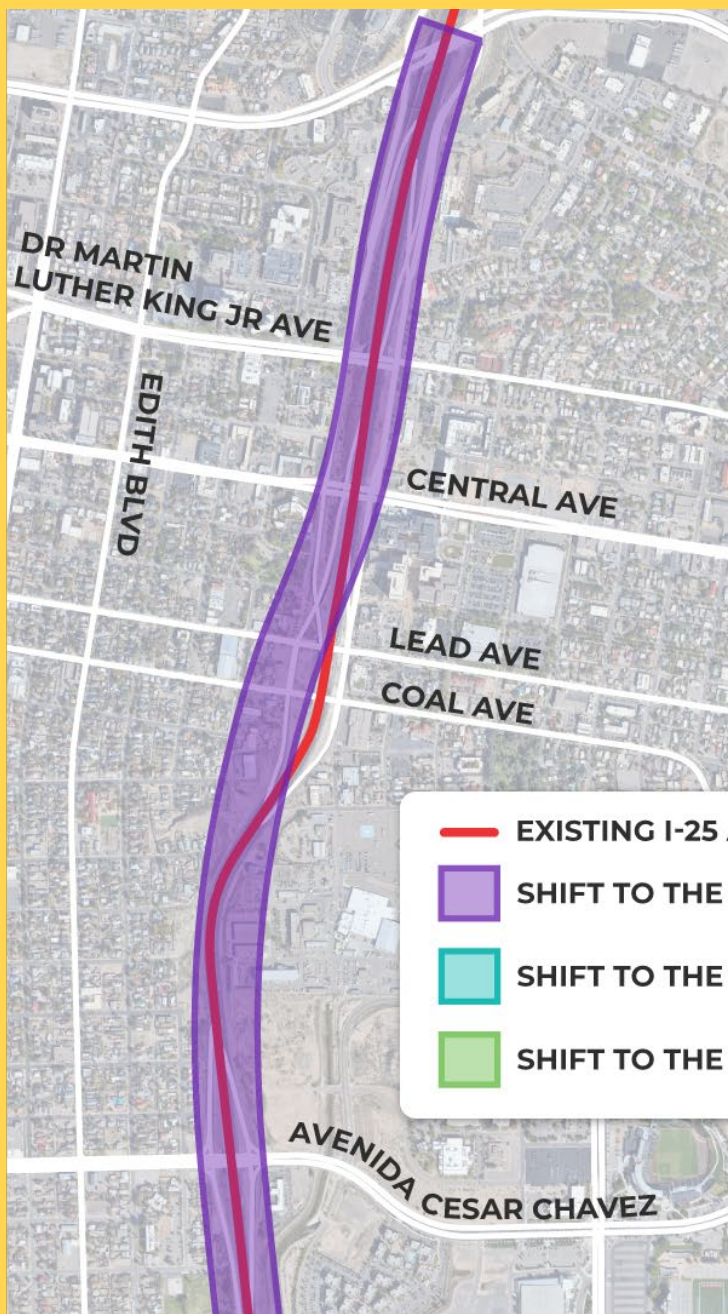 DR MARTIN
LUTHER KING JR AVE
EDITH BLVD
CENTRAL AVE
LEAD AVE
COAL AVE
EXISTING I-25
SHIFT TO THE
SHIFT TO THE
SHIFT TO THE
AVENIDA CESAR CHAVEZ